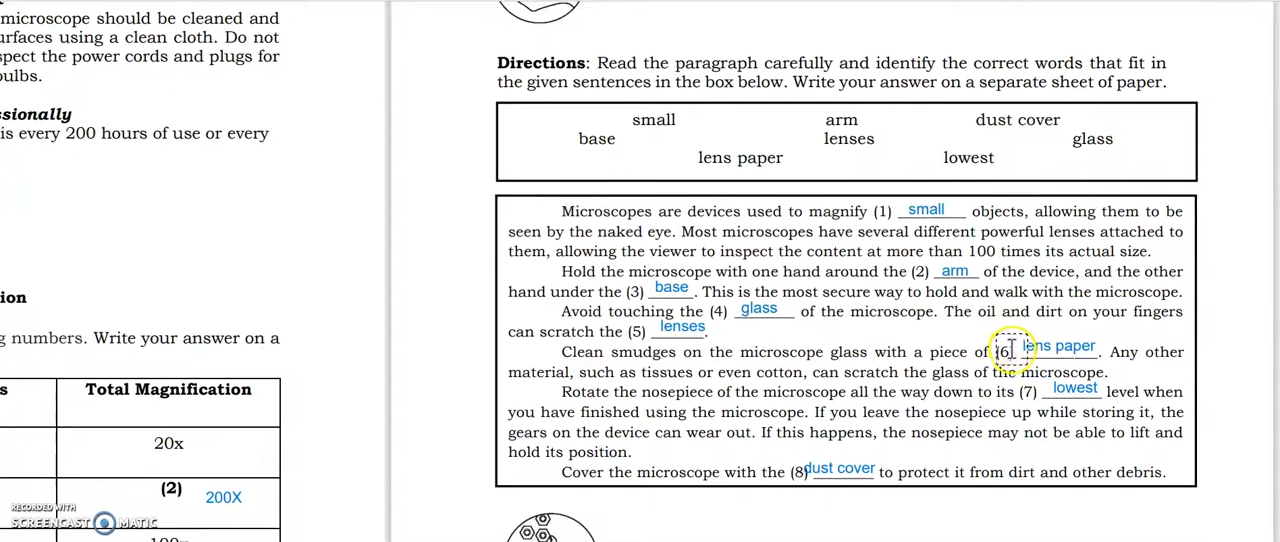 microscope should be cleaned and
urfaces using a clean cloth. Do not
spect the power cords and plugs for
oulbs.
ssionally
is every 200 hours of use or every
ion
g numbers. Write your answer on a
s Total Magnification
20x
(2) 200X
100x
RECORDED WITH
SCREENCAST MATIC
Directions: Read the paragraph carefully and identify the correct words that fit in
the given sentences in the box below. Write your answer on a separate sheet of paper.
small arm dust cover
base lenses glass
lens paper lowest
Microscopes are devices used to magnify (1) small objects, allowing them to be
seen by the naked eye. Most microscopes have several different powerful lenses attached to
them, allowing the viewer to inspect the content at more than 100 times its actual size.
Hold the microscope with one hand around the (2) arm of the device, and the other
hand under the (3) base. This is the most secure way to hold and walk with the microscope.
Avoid touching the (4) glass of the microscope. The oil and dirt on your fingers
can scratch the (5) lenses.
Clean smudges on the microscope glass with a piece of (6) lens paper. Any other
material, such as tissues or even cotton, can scratch the glass of the microscope.
Rotate the nosepiece of the microscope all the way down to its (7) lowest level when
you have finished using the microscope. If you leave the nosepiece up while storing it, the
gears on the device can wear out. If this happens, the nosepiece may not be able to lift and
hold its position.
Cover the microscope with the (8) dust cover to protect it from dirt and other debris.